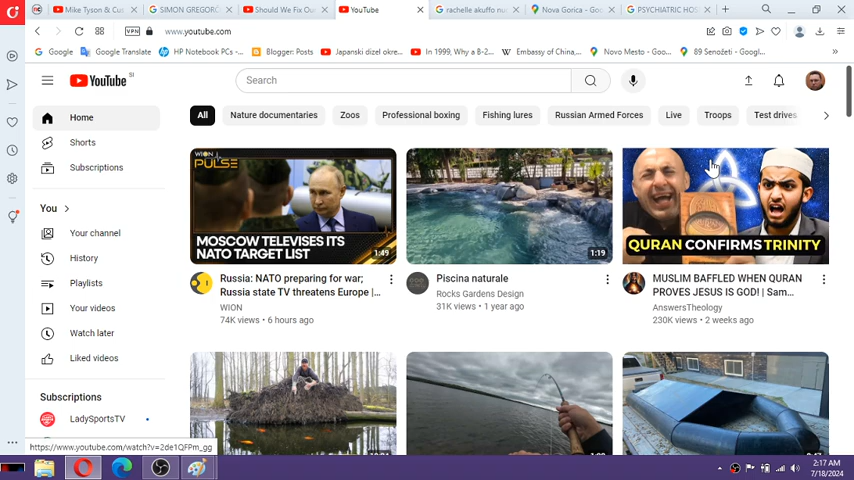 Mike Tyson & Cu
SIMON GREGORČ
Should We Fix Ou
YouTube
rachelle akuffo nu
Nova Gorica - Go
PSYCHIATRIC HOS
VPN
www.youtube.com
Google
Google Translate
HP Notebook PCs -...
Blogger: Posts
Japanski dizel okre...
In 1999, Why a B-2...
Embassy of China,...
Novo Mesto - Goo...
89 Šenožeti - Googl...
YouTube SI
Search
Home
All
Nature documentaries
Zoos
Professional boxing
Fishing lures
Russian Armed Forces
Live
Troops
Test drives
Shorts
Subscriptions
You
Your channel
History
Playlists
Your videos
Watch later
Liked videos
Subscriptions
LadySportsTV
WION
PULSE
MOSCOW TELEVISES ITS
NATO TARGET LIST
1:49
Russia: NATO preparing for war;
Russia state TV threatens Europe |...
WION
74K views • 6 hours ago
1:19
Piscina naturale
Rocks Gardens Design
31K views • 1 year ago
QURAN CONFIRMS TRINITY
MUSLIM BAFFLED WHEN QURAN
PROVES JESUS IS GOD! | Sam...
AnswersTheology
230K views • 2 weeks ago
https://www.youtube.com/watch?v=2de1QFPm_gg
2:17 AM
7/18/2024